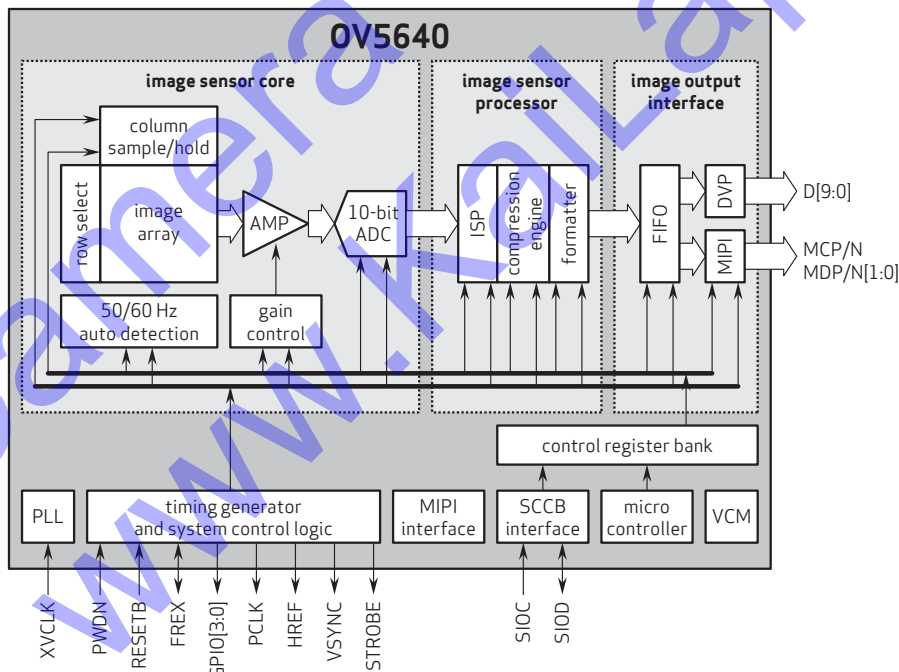 OV5640
image sensor core
image sensor
processor
image output
interface
column
sample/hold
row select
image
array
AMP
10-bit
ADC
ISP
compression
engine
formatter
FIFO
DVP
MIPI
D[9:0]
MCP/N
MDP/N[1:0]
50/60 Hz
auto detection
gain
control
control register bank
PLL
timing generator
and system control logic
MIPI
interface
SCCB
interface
micro
controller
VCM
XVCLK
PWDN
RESETB
FREX
GPIO[3:0]
PCLK
HREF
VSYNC
STROBE
SIOC
SIOD
camera
www.KaiLa